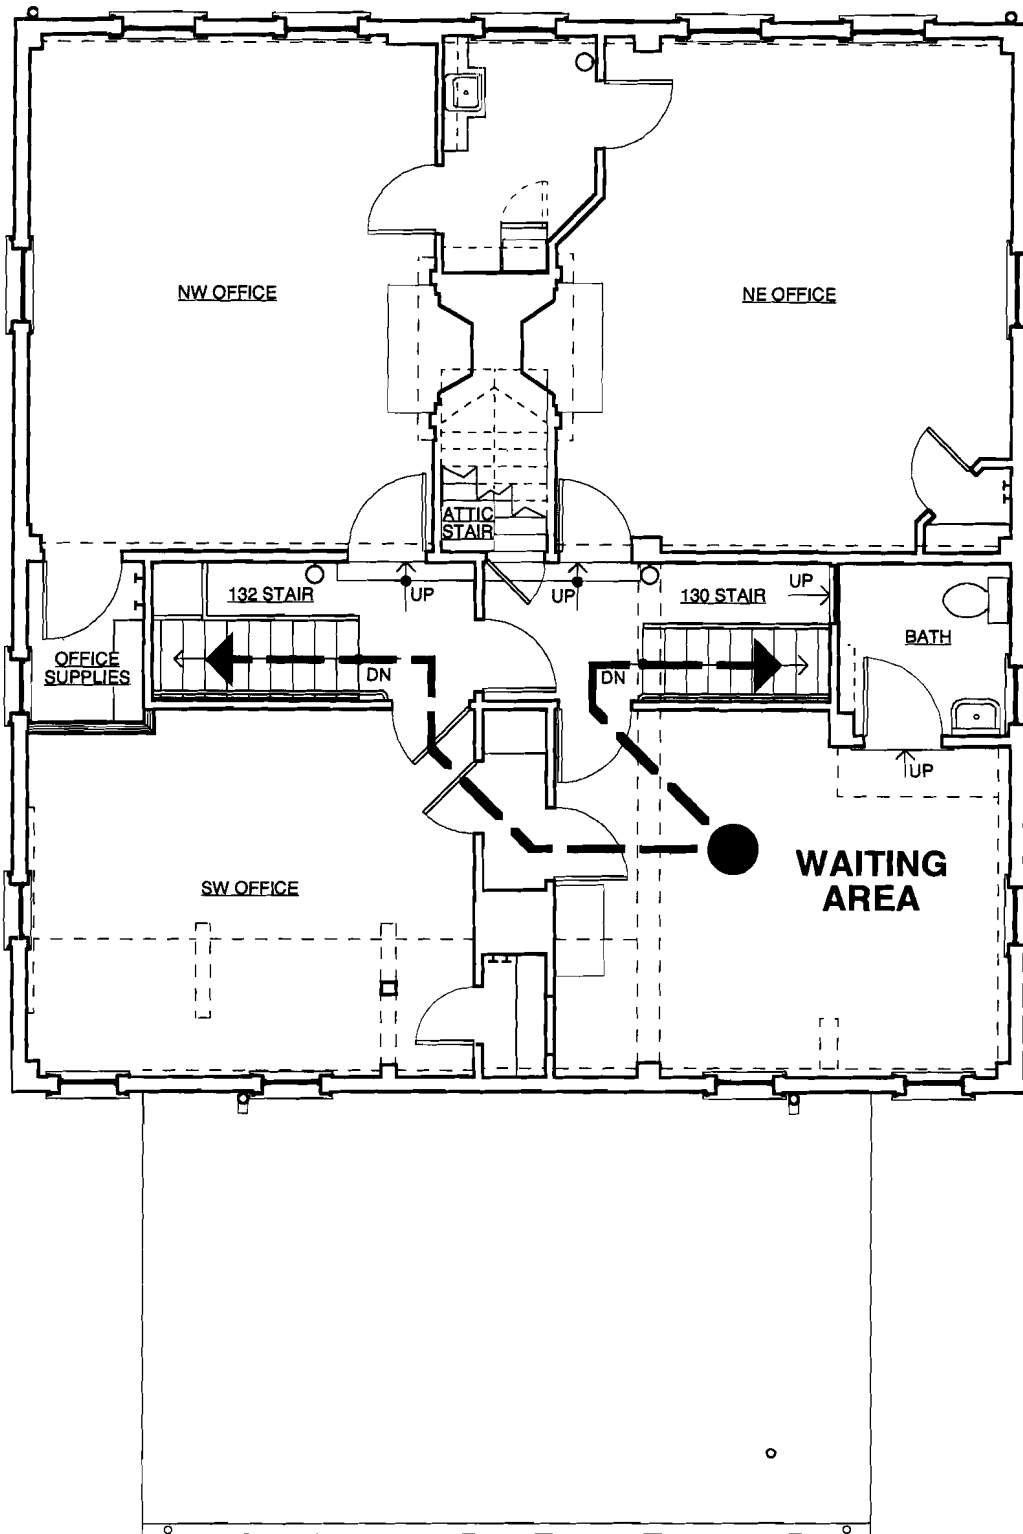 NW OFFICE
NE OFFICE
ATTIC
STAIR
132 STAIR
UP
UP
130 STAIR
UP
BATH
OFFICE
SUPPLIES
DN
DN
UP
WAITING
AREA
SW OFFICE